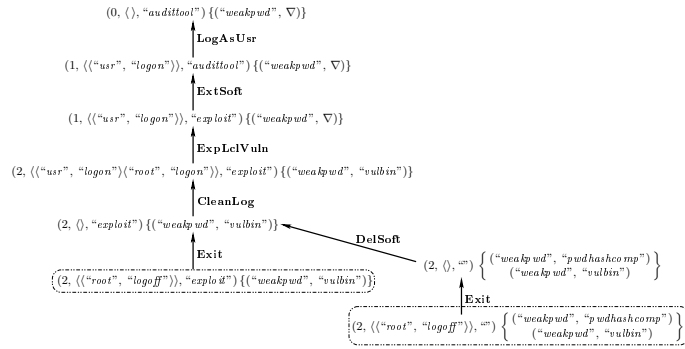 (0, ⟨ ⟩, “audittool”) {(“weakpwd”, ∇)}
LogAsUsr
(1, ⟨⟨“usr”, “logon”⟩⟩, “audittool”) {(“weakpwd”, ∇)}
ExtSoft
(1, ⟨⟨“usr”, “logon”⟩⟩, “exploit”) {(“weakpwd”, ∇)}
ExpLclVuln
(2, ⟨⟨“usr”, “logon”⟩⟨“root”, “logon”⟩⟩, “exploit”) {(“weakpwd”, “vulbin”)}
CleanLog
(2, ⟨⟩, “exploit”) {(“weakpwd”, “vulbin”)}
DelSoft
Exit
(2, ⟨⟩, “”) { (“weakpwd”, “pwdhashcomp”)
(“weakpwd”, “vulbin”) }
(2, ⟨⟨“root”, “logoff”⟩⟩, “exploit”) {(“weakpwd”, “vulbin”)}
Exit
(2, ⟨⟨“root”, “logoff”⟩⟩, “”) { (“weakpwd”, “pwdhashcomp”)
(“weakpwd”, “vulbin”) }